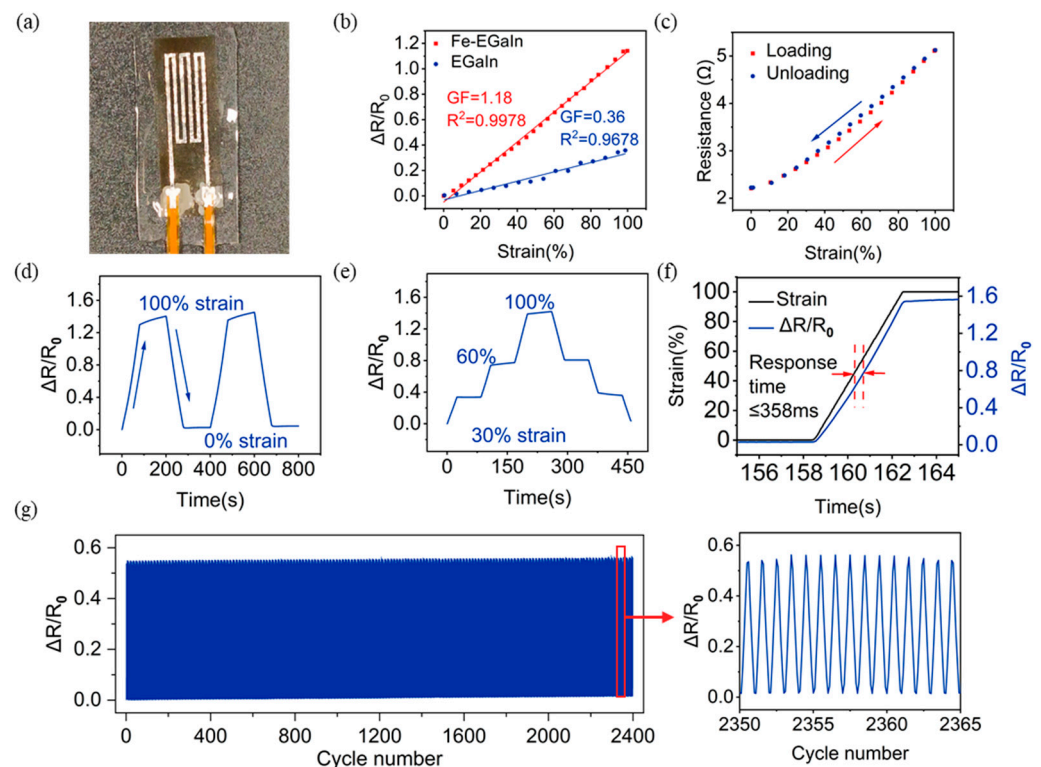 (a)
(b)
ΔR/R0
1.2
1.0
0.8
0.6
0.4
0.2
0.0
Fe-EGaIn
EGaIn
GF=1.18
R²=0.9978
GF=0.36
R²=0.9678
0 20 40 60 80 100
Strain(%)
(c)
Resistance (Ω)
5
4
3
2
Loading
Unloading
0 20 40 60 80 100
Strain(%)
(d)
ΔR/R0
1.6
1.2
0.8
0.4
0.0
100% strain
0% strain
0 200 400 600 800
Time(s)
(e)
ΔR/R0
1.6
1.2
0.8
0.4
0.0
100%
60%
30% strain
0 150 300 450
Time(s)
(f)
Strain(%)
100
80
60
40
20
0
Strain
ΔR/R0
Response
time
≤358ms
1.6
1.2
0.8
0.4
0.0
ΔR/R0
156 158 160 162 164
Time(s)
(g)
ΔR/R0
0.6
0.4
0.2
0.0
0 400 800 1200 1600 2000 2400
Cycle number
ΔR/R0
0.6
0.4
0.2
0.0
2350 2355 2360 2365
Cycle number